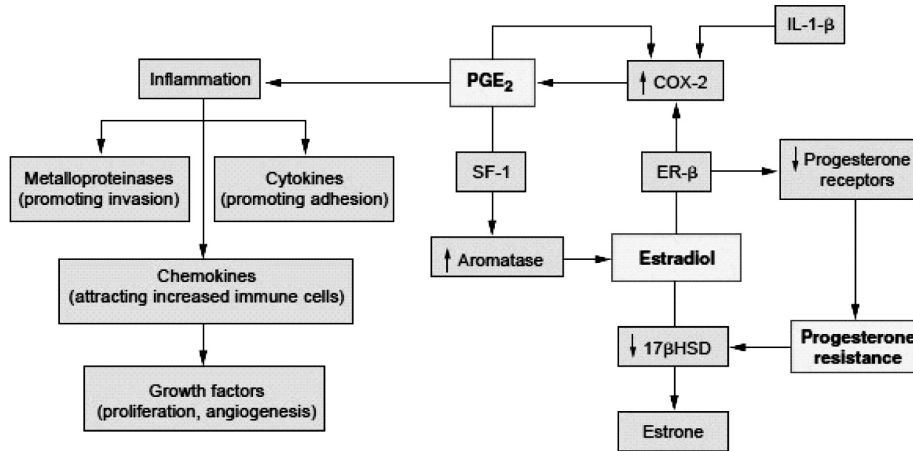 IL-1-β
Inflammation
PGE₂
↑ COX-2
Metalloproteinases
(promoting invasion)
Cytokines
(promoting adhesion)
SF-1
ER-β
↓ Progesterone
receptors
↑ Aromatase
Estradiol
Chemokines
(attracting increased immune cells)
↓ 17βHSD
Progesterone
resistance
Growth factors
(proliferation, angiogenesis)
Estrone